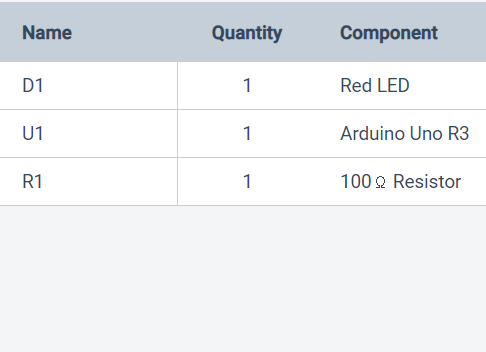 Name Quantity Component
D1 1 Red LED
U1 1 Arduino Uno R3
R1 1 100 Ω Resistor